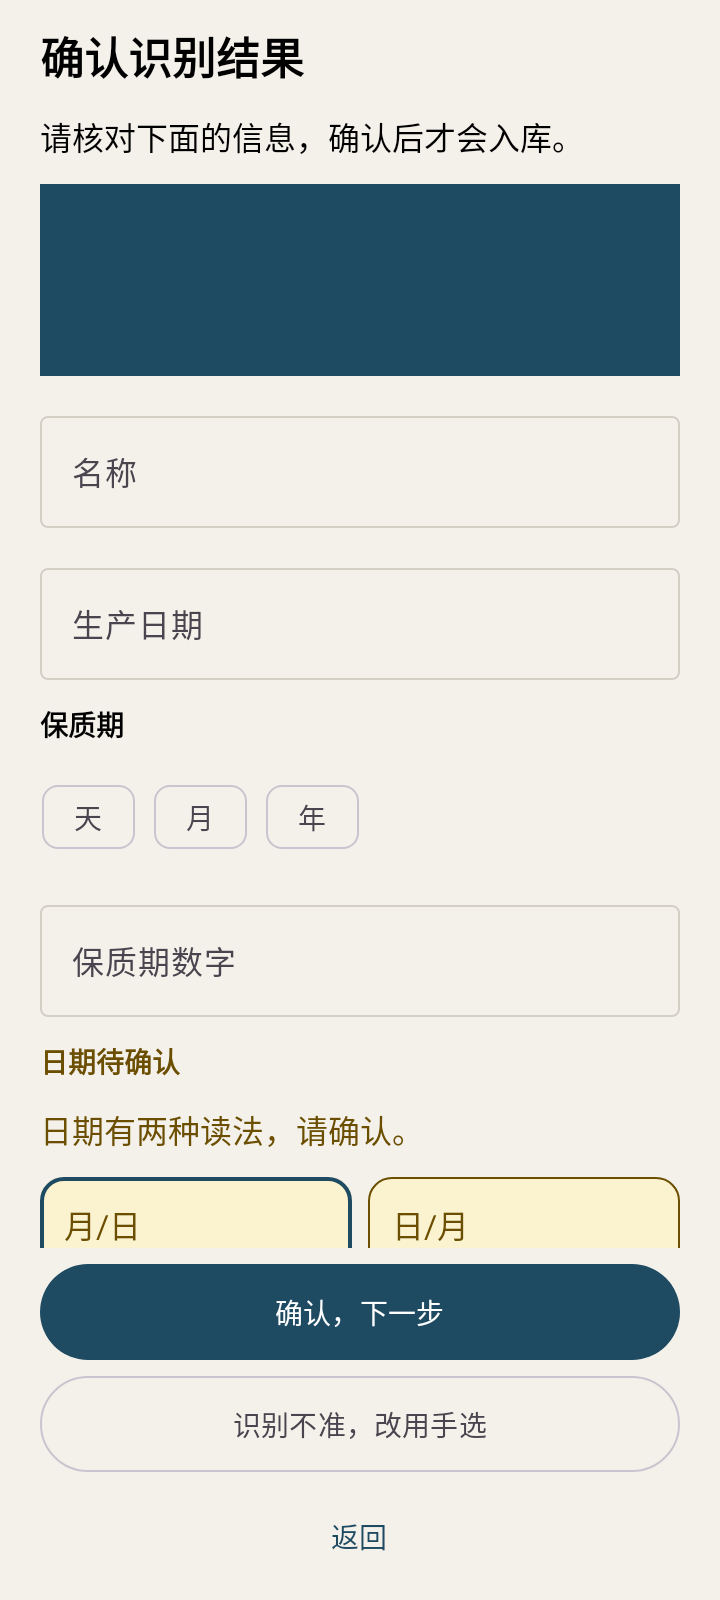 确认识别结果
请核对下面的信息，确认后才会入库。
名称
生产日期
保质期
天 月 年
保质期数字
日期待确认
日期有两种读法，请确认。
月/日 日/月
确认，下一步
识别不准，改用手选
返回